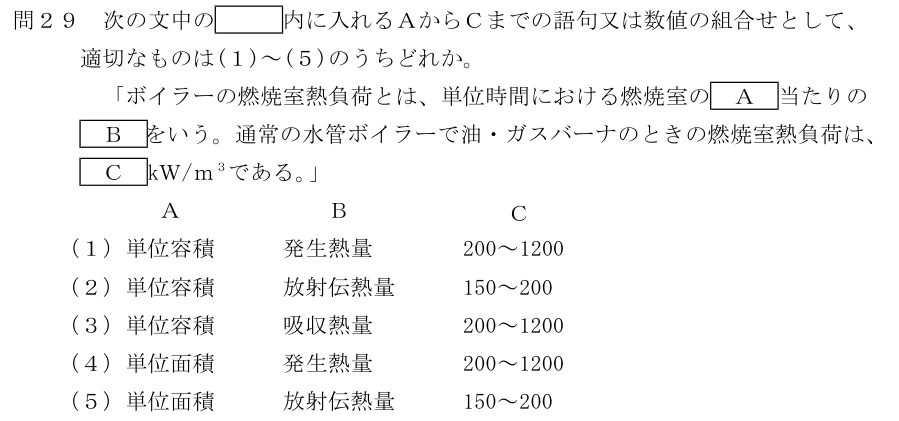 問29 次の文中の内に入れるAからCまでの語句又は数値の組合せとして、
適切なものは(1)～(5)のうちどれか。
「ボイラーの燃焼室熱負荷とは、単位時間における燃焼室の A 当たりの
B をいう。通常の水管ボイラーで油・ガスバーナのときの燃焼室熱負荷は、
C kW/m³である。」
A B C
(1) 単位容積 発生熱量 200～1200
(2) 単位容積 放射伝熱量 150～200
(3) 単位容積 吸収熱量 200～1200
(4) 単位面積 発生熱量 200～1200
(5) 単位面積 放射伝熱量 150～200